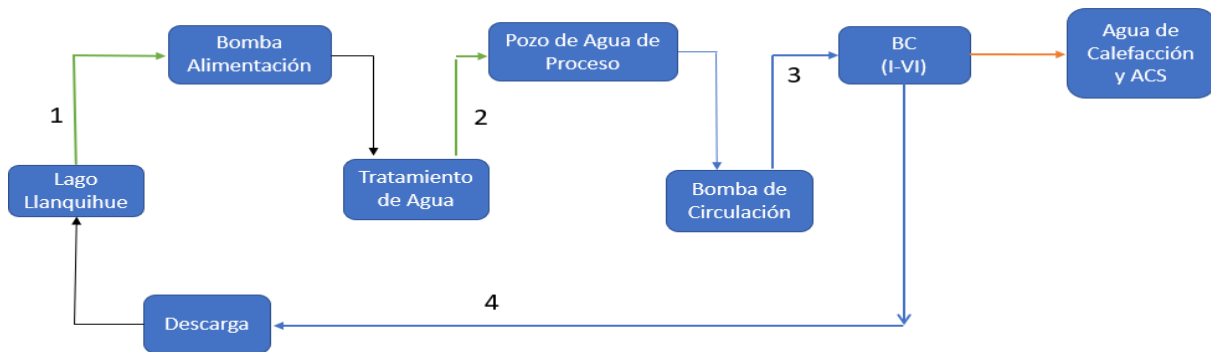 Bomba
Alimentación
Pozo de Agua de
Proceso
BC
(I-VI)
Agua de
Calefacción
y ACS
1
2
3
Lago
Llanquihue
Tratamiento
de Agua
Bomba de
Circulación
4
Descarga